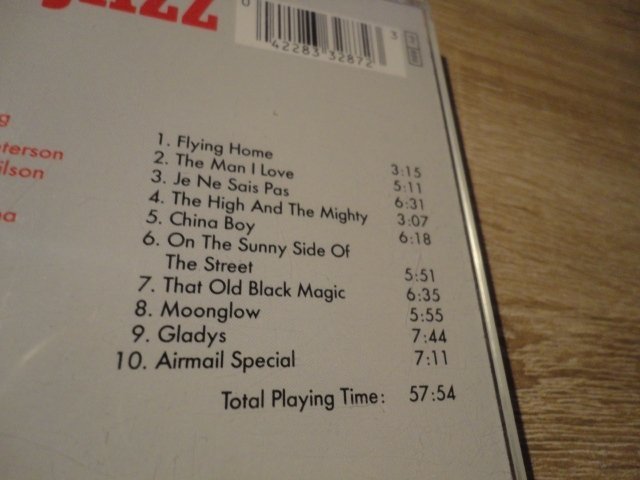 JAZZ
0
42283 32872
3
g
terson
ilson
na
1. Flying Home 3:15
2. The Man I Love 5:11
3. Je Ne Sais Pas 6:31
4. The High And The Mighty 3:07
5. China Boy 6:18
6. On The Sunny Side Of
The Street 5:51
7. That Old Black Magic 6:35
8. Moonglow 5:55
9. Gladys 7:44
10. Airmail Special 7:11
Total Playing Time: 57:54